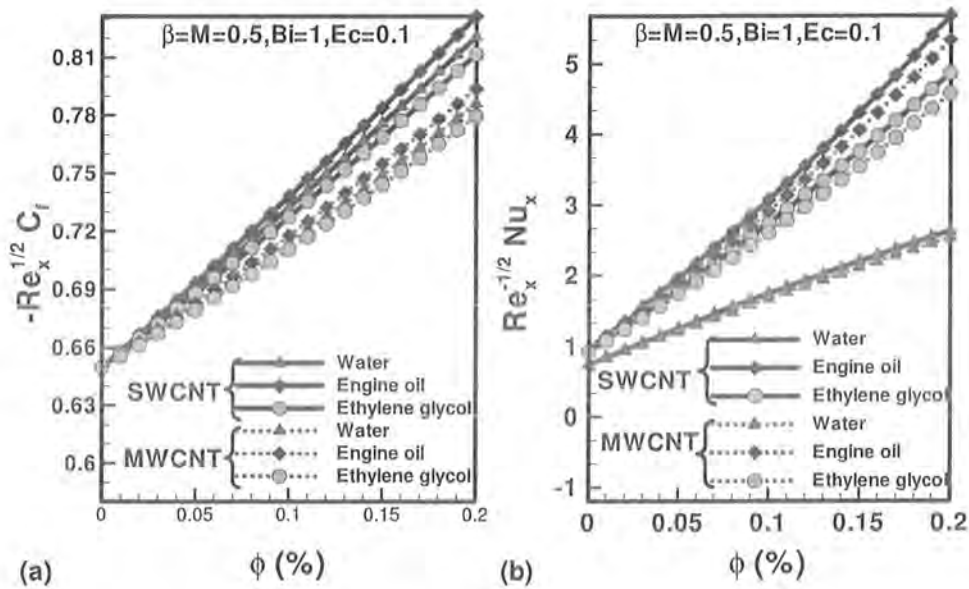 β=M=0.5,Bi=1,Ec=0.1
0.81
0.78
0.75
0.72
0.69
0.66
0.63
0.6
-Re_x^{1/2} C_f
SWCNT
Water
Engine oil
Ethylene glycol
MWCNT
Water
Engine oil
Ethylene glycol
0 0.05 0.1 0.15 0.2
(a) ϕ (%)
β=M=0.5,Bi=1,Ec=0.1
5
4
3
2
1
0
-1
Re_x^{-1/2} Nu_x
SWCNT
Water
Engine oil
Ethylene glycol
MWCNT
Water
Engine oil
Ethylene glycol
0 0.05 0.1 0.15 0.2
(b) ϕ (%)